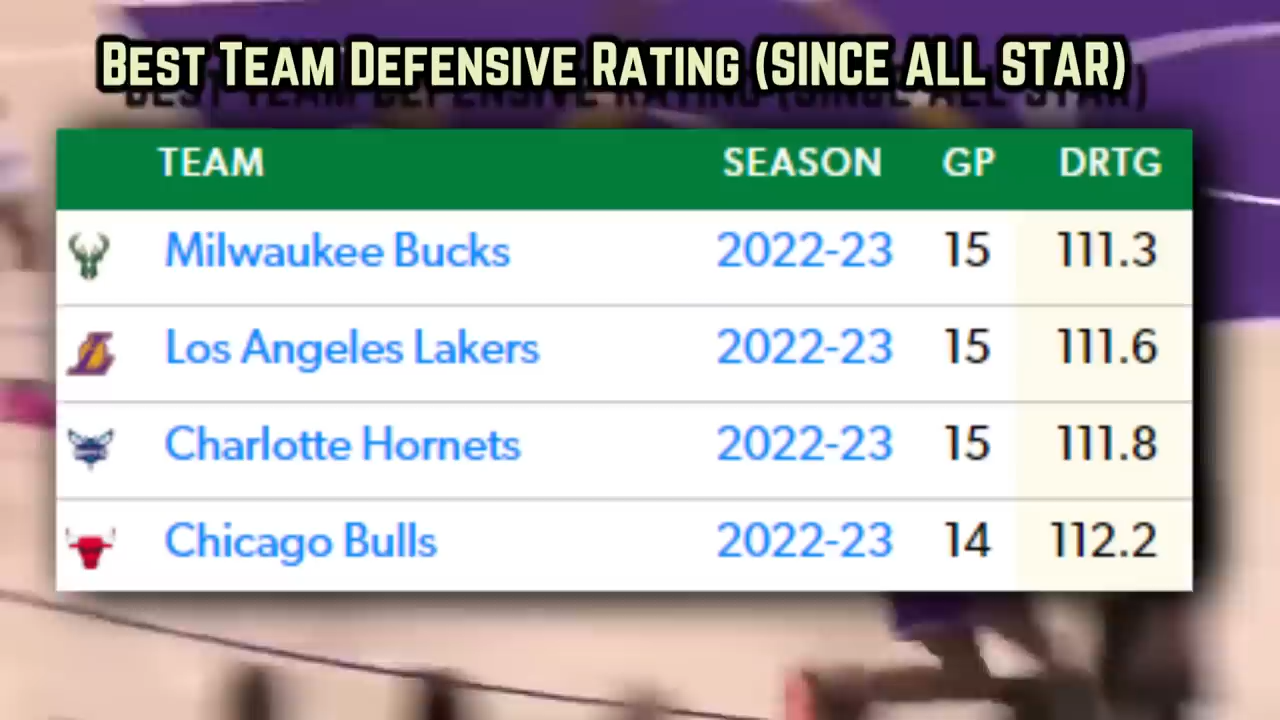 BEST TEAM DEFENSIVE RATING (SINCE ALL STAR)
TEAM SEASON GP DRTG
Milwaukee Bucks 2022-23 15 111.3
Los Angeles Lakers 2022-23 15 111.6
Charlotte Hornets 2022-23 15 111.8
Chicago Bulls 2022-23 14 112.2